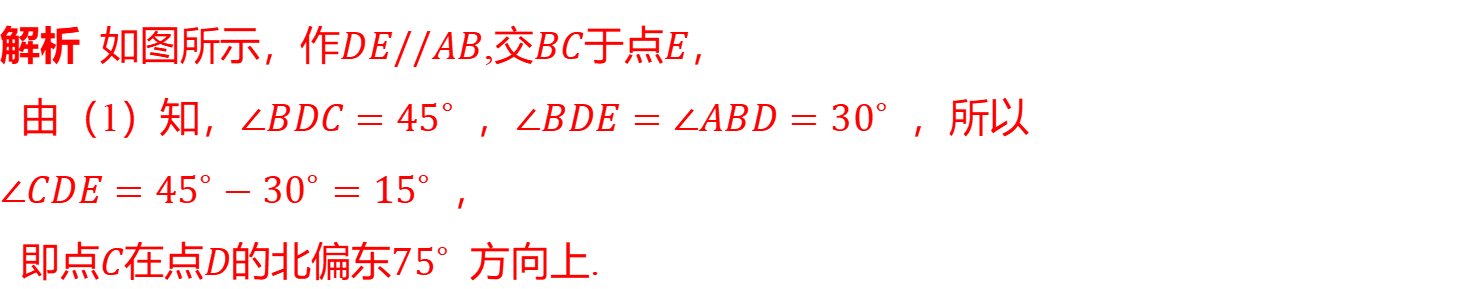 解析 如图所示，作DE//AB,交BC于点E，
由（1）知，∠BDC = 45°，∠BDE = ∠ABD = 30°，所以
∠CDE = 45° − 30° = 15°，
即点C在点D的北偏东75°方向上.